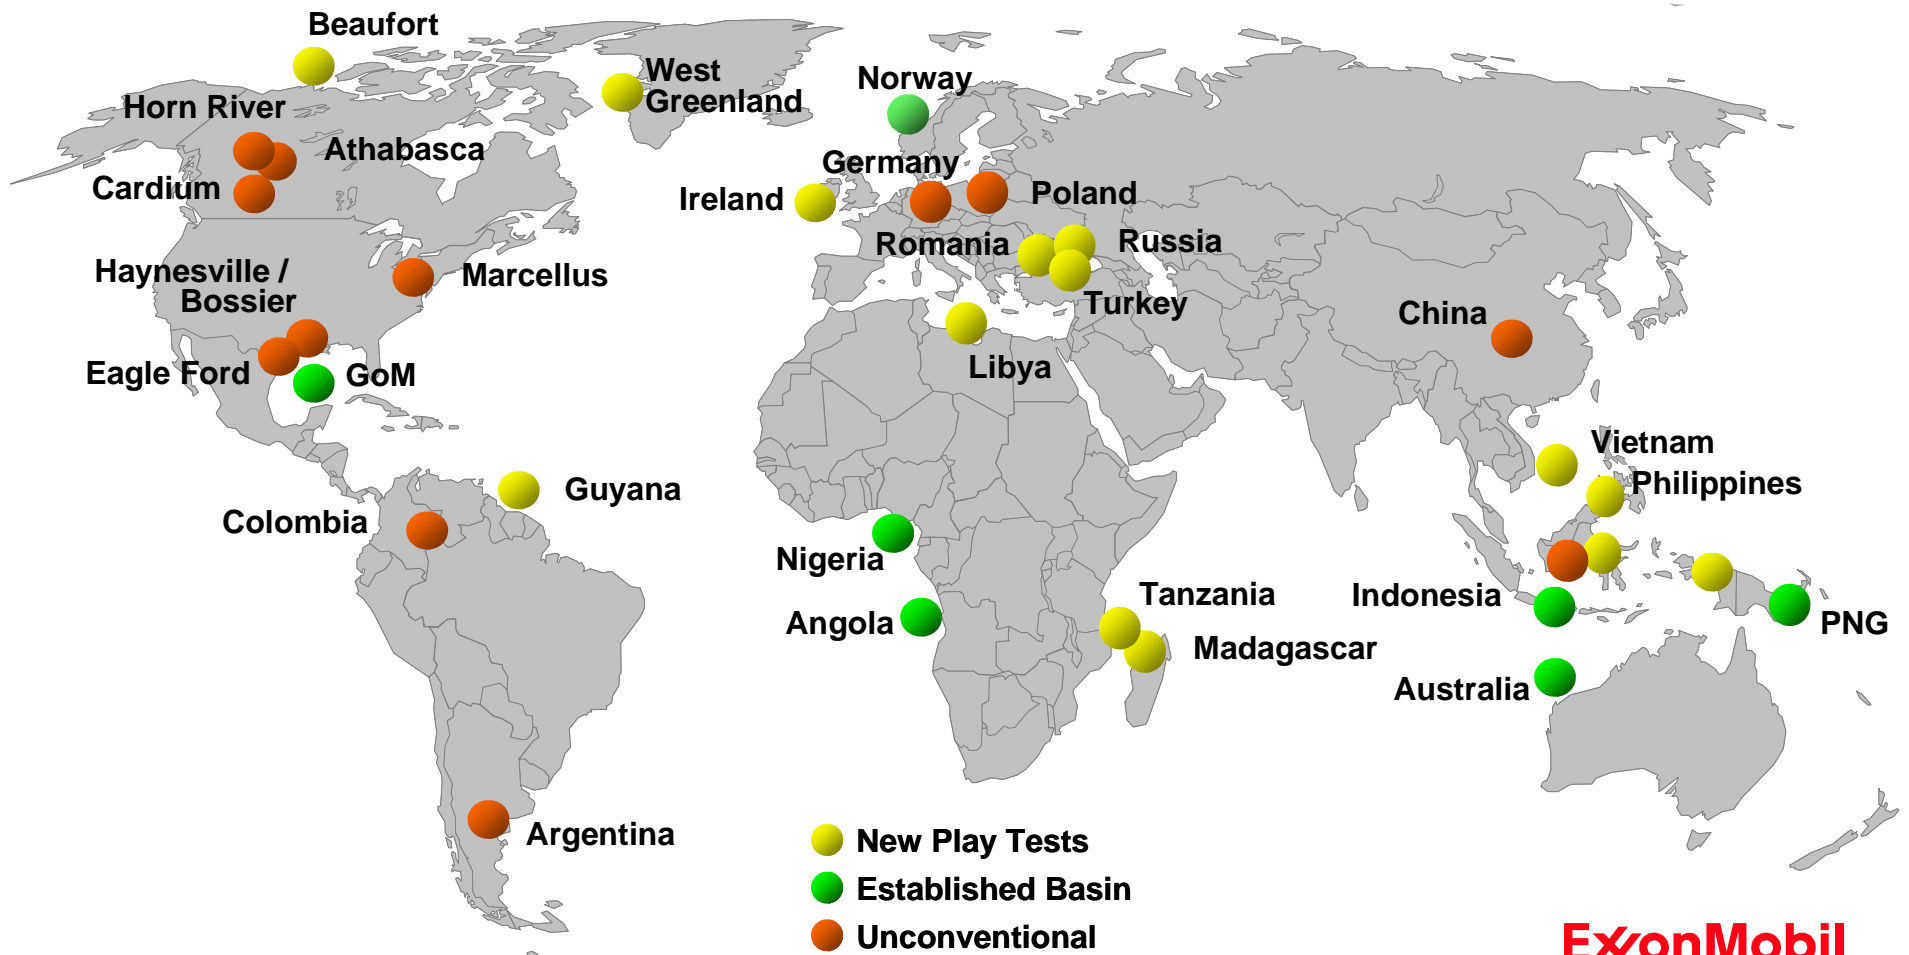 Beaufort
West
Greenland
Norway
Horn River
Athabasca
Germany
Cardium
Ireland
Poland
Romania
Russia
Haynesville /
Bossier
Marcellus
Turkey
China
Eagle Ford
GoM
Libya
Vietnam
Philippines
Guyana
Colombia
Nigeria
Tanzania
Indonesia
Angola
PNG
Madagascar
Australia
Argentina
New Play Tests
Established Basin
Unconventional
ExxonMobil